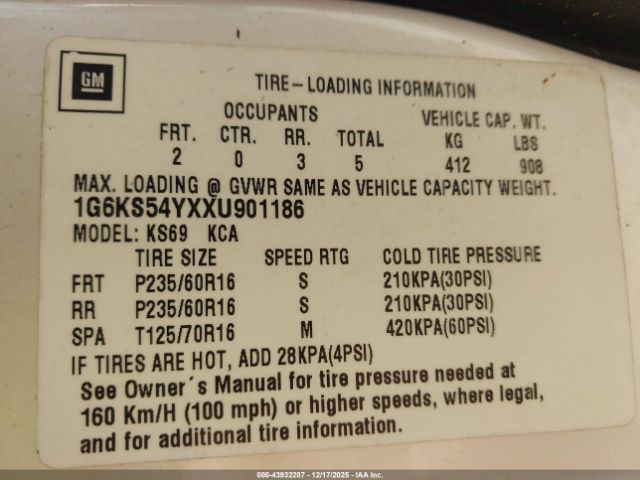 GM
TIRE-LOADING INFORMATION
OCCUPANTS VEHICLE CAP. WT.
FRT. CTR. RR. TOTAL KG LBS
2 0 3 5 412 908
MAX. LOADING @ GVWR SAME AS VEHICLE CAPACITY WEIGHT.
1G6KS54YXXU901186
MODEL: KS69 KCA
TIRE SIZE SPEED RTG COLD TIRE PRESSURE
FRT P235/60R16 S 210KPA(30PSI)
RR P235/60R16 S 210KPA(30PSI)
SPA T125/70R16 M 420KPA(60PSI)
IF TIRES ARE HOT, ADD 28KPA(4PSI)
See Owner´s Manual for tire pressure needed at
160 Km/H (100 mph) or higher speeds, where legal,
and for additional tire information.
000-43932287 - 12/17/2025 - IAA Inc.